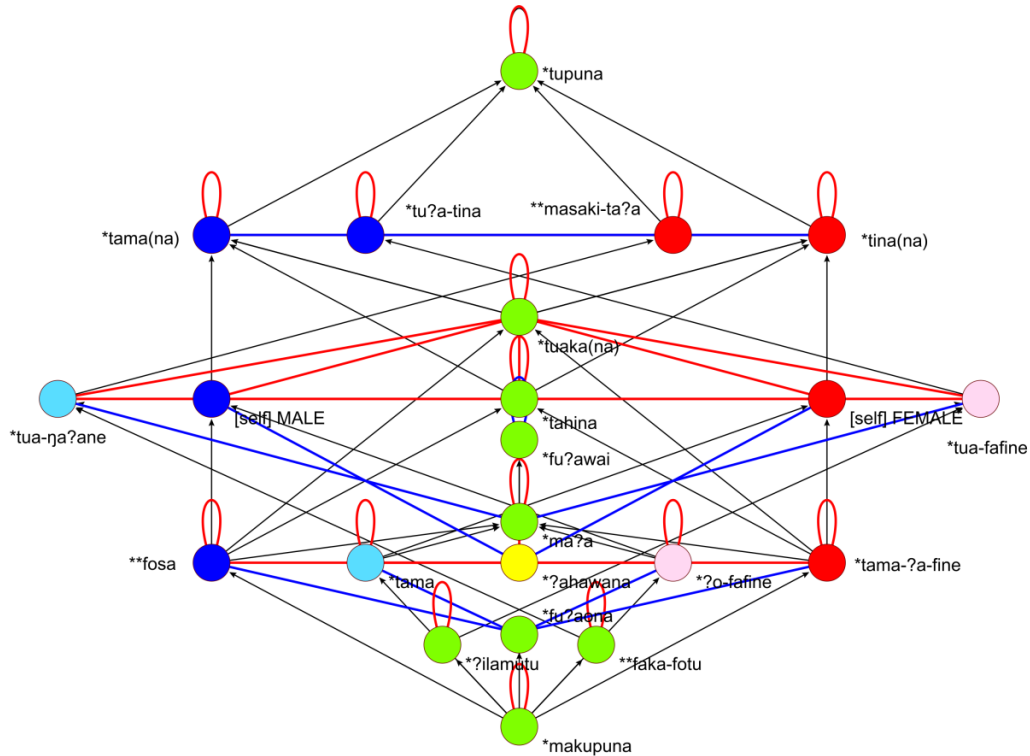 *tupuna
*tu?a-tina
**masaki-ta?a
*tama(na)
*tina(na)
*tuaka(na)
[self] MALE
*tahina
[self] FEMALE
*tua-ŋa?ane
*tua-fafine
*fu?awai
*ma?a
**fosa
*tama
*?ahawana
*?o-fafine
*tama-?a-fine
*fu?aona
*?ilamutu
**faka-fotu
*makupuna